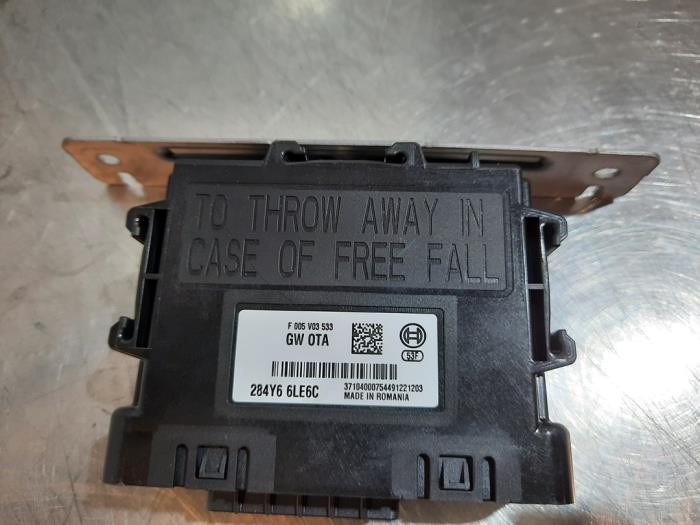 TO THROW AWAY IN
CASE OF FREE FALL
F 005 V03 533
GW OTA
53F
284Y6 6LE6C
37104000754491221203
MADE IN ROMANIA